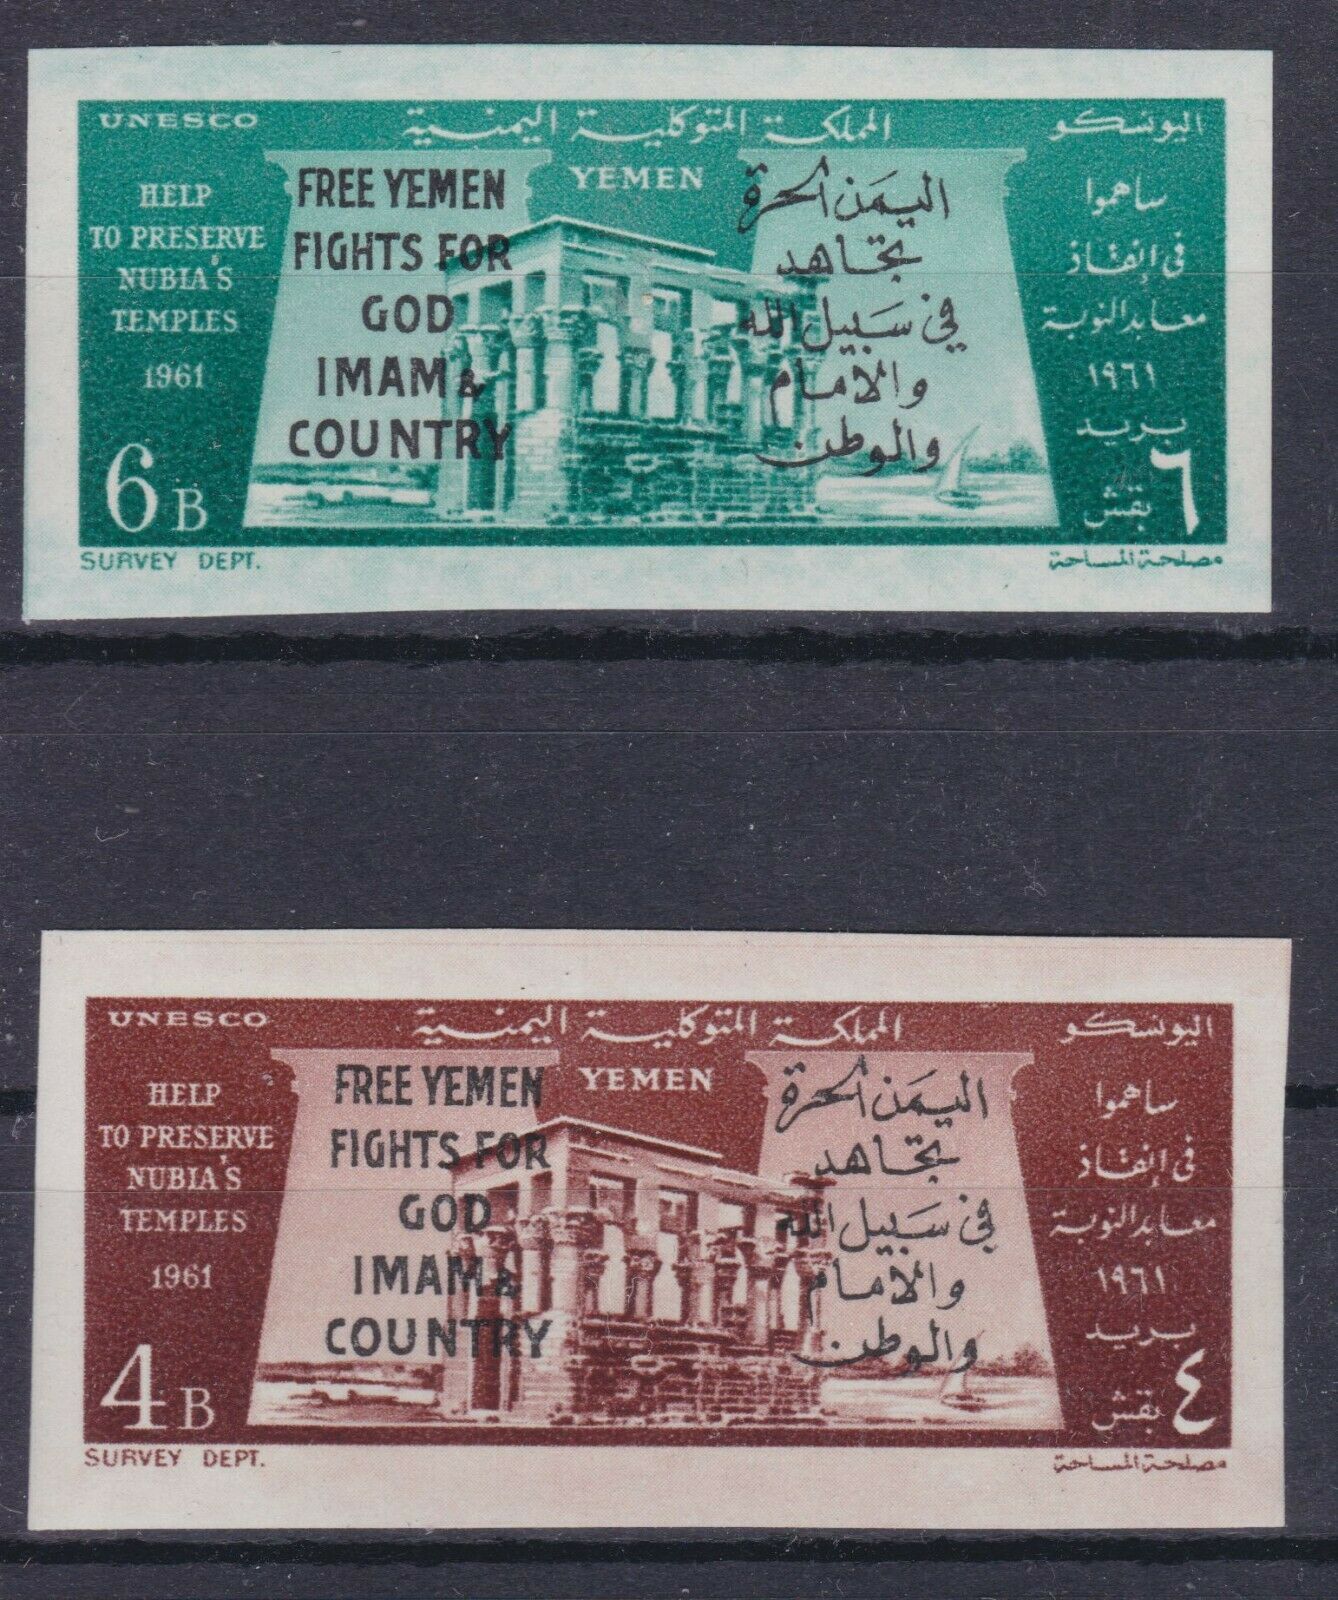 UNESCO
المملكة المتوكلية اليمنية
اليونسكو
YEMEN
HELP
TO PRESERVE
NUBIA'S
TEMPLES
1961
6 B
FREE YEMEN
FIGHTS FOR
GOD
IMAM &
COUNTRY
اليمن الحرة
تجاهد
في سبيل الله
والامام
والوطن
ساهموا
فى إنقاذ
معابد النوبة
١٩٦١
بريد
٦ بقش
SURVEY DEPT.
مصلحة المساحة
UNESCO
المملكة المتوكلية اليمنية
اليونسكو
YEMEN
HELP
TO PRESERVE
NUBIA'S
TEMPLES
1961
4 B
FREE YEMEN
FIGHTS FOR
GOD
IMAM &
COUNTRY
اليمن الحرة
تجاهد
في سبيل الله
والامام
والوطن
ساهموا
فى إنقاذ
معابد النوبة
١٩٦١
بريد
٤ بقش
SURVEY DEPT.
مصلحة المساحة